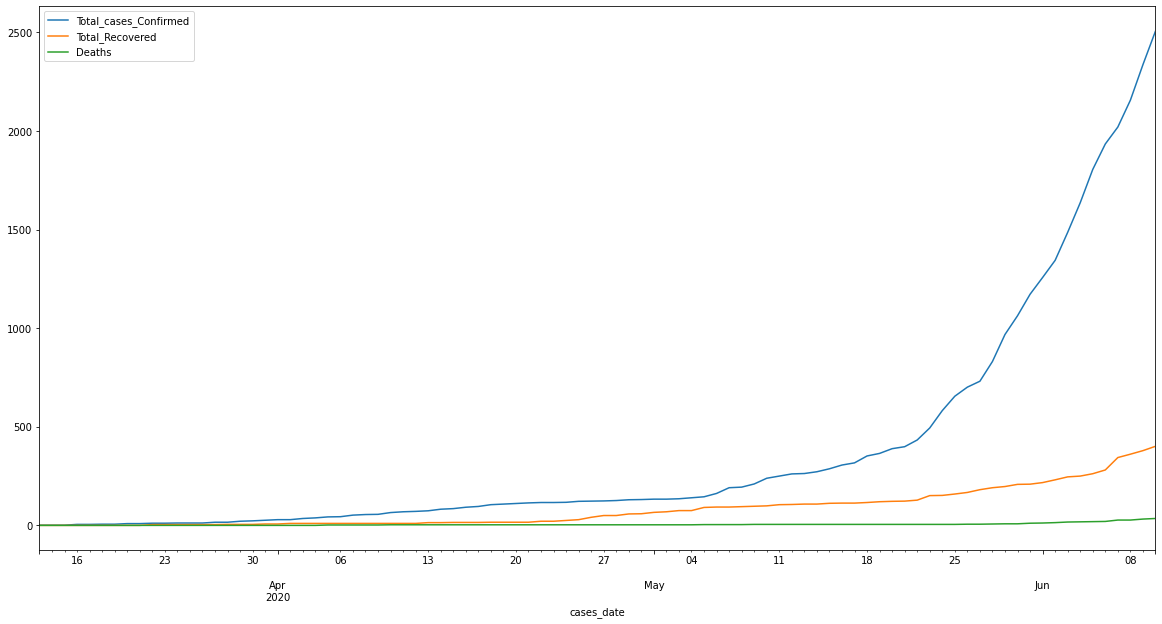 Total_cases_Confirmed
Total_Recovered
Deaths
2500
2000
1500
1000
500
0
16 23 30 06 13 20 27 04 11 18 25 08
Apr May Jun
2020
cases_date